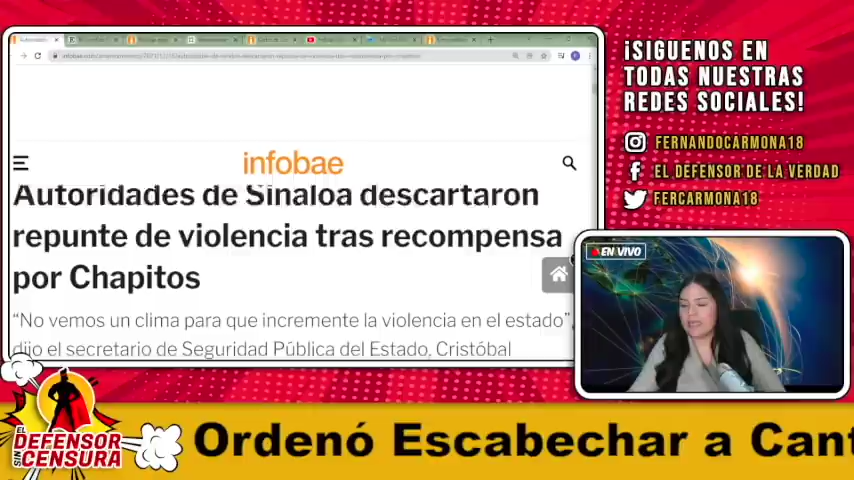 infobae
Autoridades de Sinaloa descartaron
repunte de violencia tras recompensa
por Chapitos
“No vemos un clima para que incremente la violencia en el estado”,
dijo el secretario de Seguridad Pública del Estado, Cristóbal
¡SIGUENOS EN
TODAS NUESTRAS
REDES SOCIALES!
FERNANDOCARMONA18
EL DEFENSOR DE LA VERDAD
FERCARMONA18
EN VIVO
EL
DEFENSOR
SIN CENSURA
Ordenó Escabechar a Cant